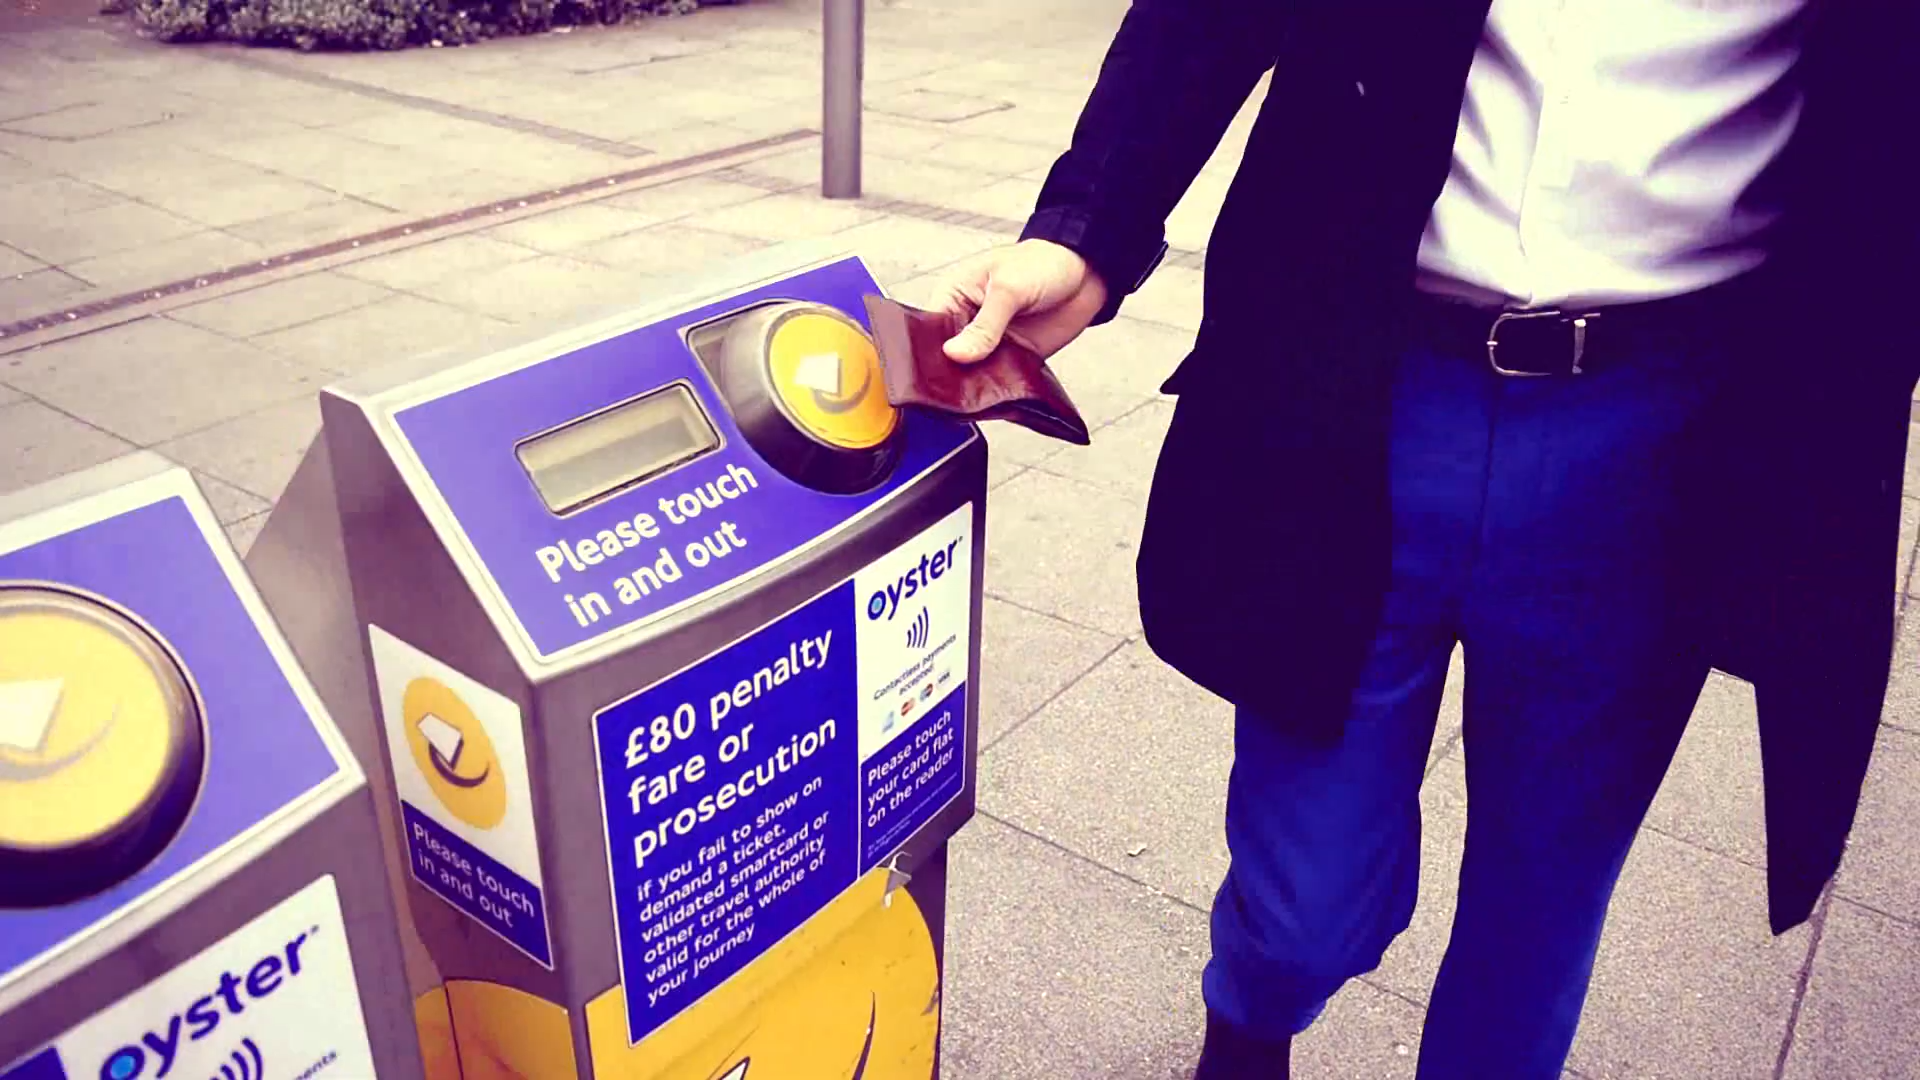 Please touch
in and out
£80 penalty
fare or
prosecution
if you fail to show on
demand a ticket,
validated smartcard or
other travel authority
valid for the whole of
your journey
oyster
Contactless payments
accepted
VISA
Please touch
your card flat
on the reader
Please touch
in and out
oyster